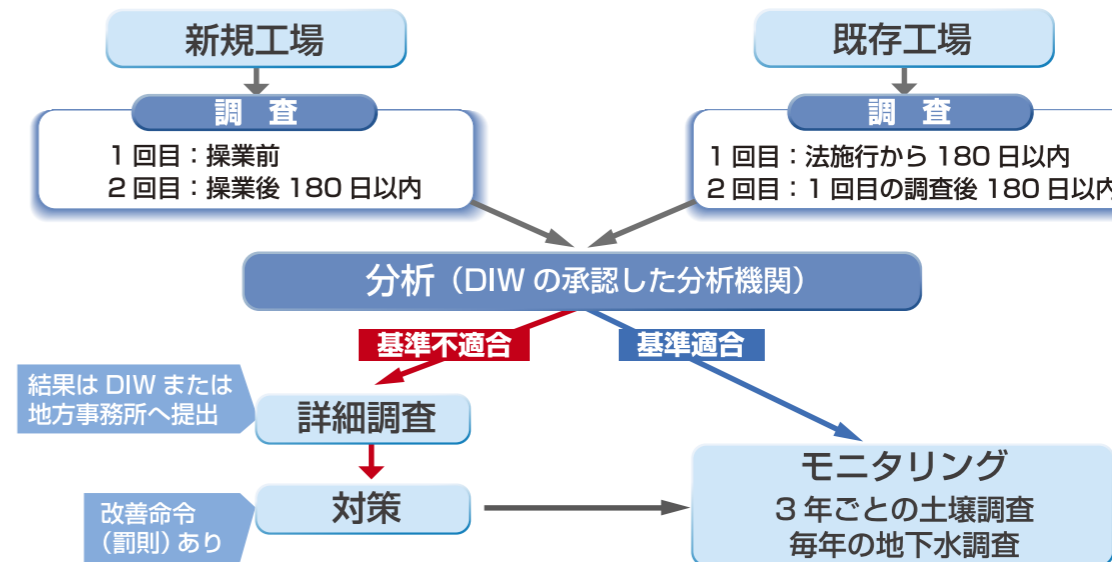 新規工場
調 査
1 回目：操業前
2 回目：操業後 180 日以内
既存工場
調 査
1 回目：法施行から 180 日以内
2 回目：1 回目の調査後 180 日以内
分析（DIW の承認した分析機関）
基準不適合
基準適合
結果は DIW または
地方事務所へ提出
詳細調査
改善命令
（罰則）あり
対策
モニタリング
3 年ごとの土壌調査
毎年の地下水調査